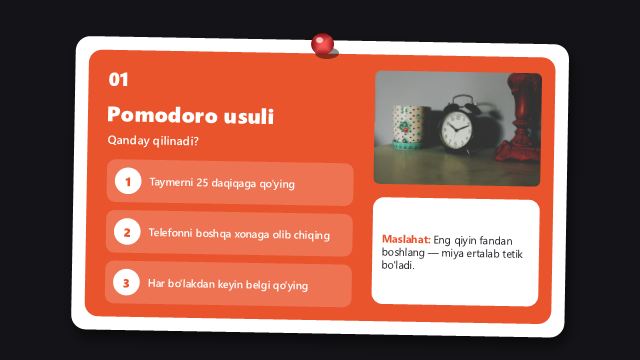 01
Pomodoro usuli
Qanday qilinadi?
1 Taymerni 25 daqiqaga qo'ying
2 Telefonni boshqa xonaga olib chiqing
3 Har bo'lakdan keyin belgi qo'ying
Maslahat: Eng qiyin fandan
boshlang — miya ertalab tetik
bo'ladi.